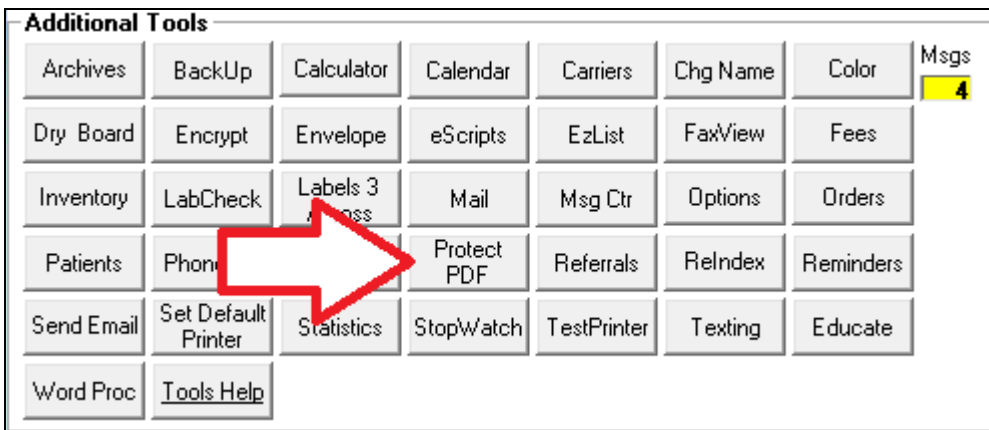 Additional Tools
Archives BackUp Calculator Calendar Carriers Chg Name Color Msgs
4
Dry Board Encrypt Envelope eScripts EzList FaxView Fees
Inventory LabCheck Labels 3 Mail Msg Ctr Options Orders
Patients Protect PDF Referrals ReIndex Reminders
Send Email Set Default Printer Statistics StopWatch TestPrinter Texting Educate
Word Proc Tools Help